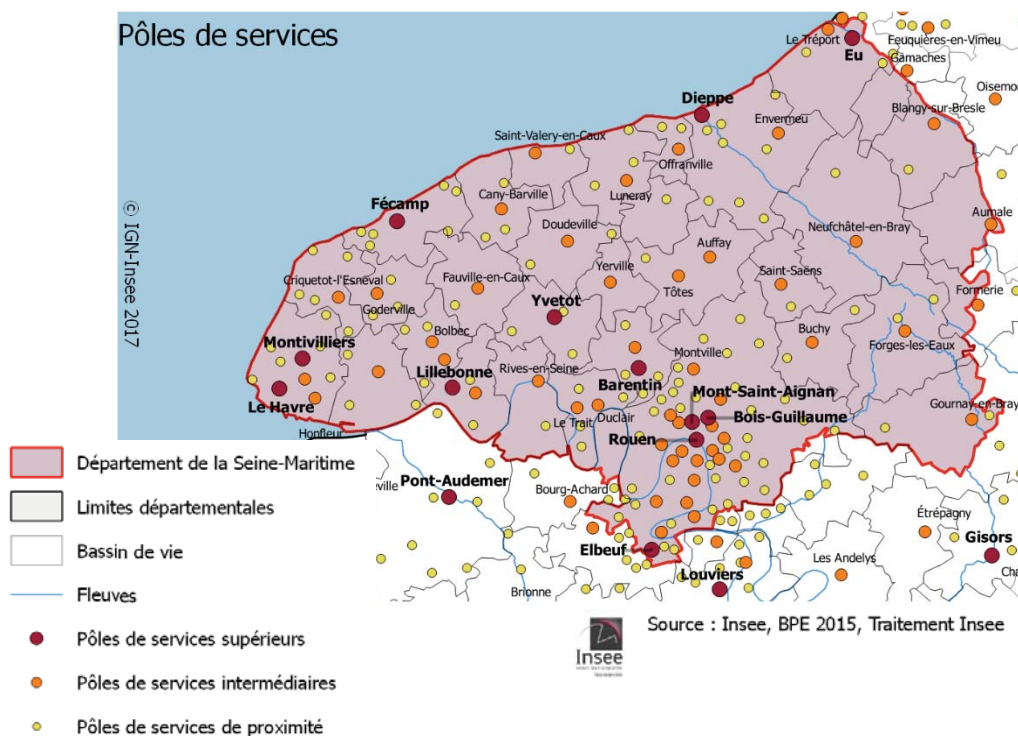 Pôles de services
Le Tréport
Feuquières-en-Vimeu
Eu
Gamaches
Oisemon
Dieppe
Envermeu
Blangy-sur-Bresle
Saint-Valery-en-Caux
Offranville
Cany-Barville
Luneray
Fécamp
Aumale
Doudeville
Neufchâtel-en-Bray
Auffay
Criquetot-l'Esneval
Fauville-en-Caux
Yerville
Saint-Saëns
Tôtes
Formerie
Goderville
Yvetot
Bolbec
Buchy
Montivilliers
Montville
Forges-les-Eaux
Rives-en-Seine
Lillebonne
Barentin
Mont-Saint-Aignan
Le Havre
Gournay-en-Bray
Duclair
Bois-Guillaume
Le Trait
Honfleur
Rouen
© IGN-Insee 2017
Pont-Audemer
eville
Bourg-Achard
Étrépagny
Gisors
Elbeuf
Les Andelys
Cha
Louviers
Brionne
Département de la Seine-Maritime
Limites départementales
Bassin de vie
Fleuves
Pôles de services supérieurs
Pôles de services intermédiaires
Pôles de services de proximité
Insee
Source : Insee, BPE 2015, Traitement Insee